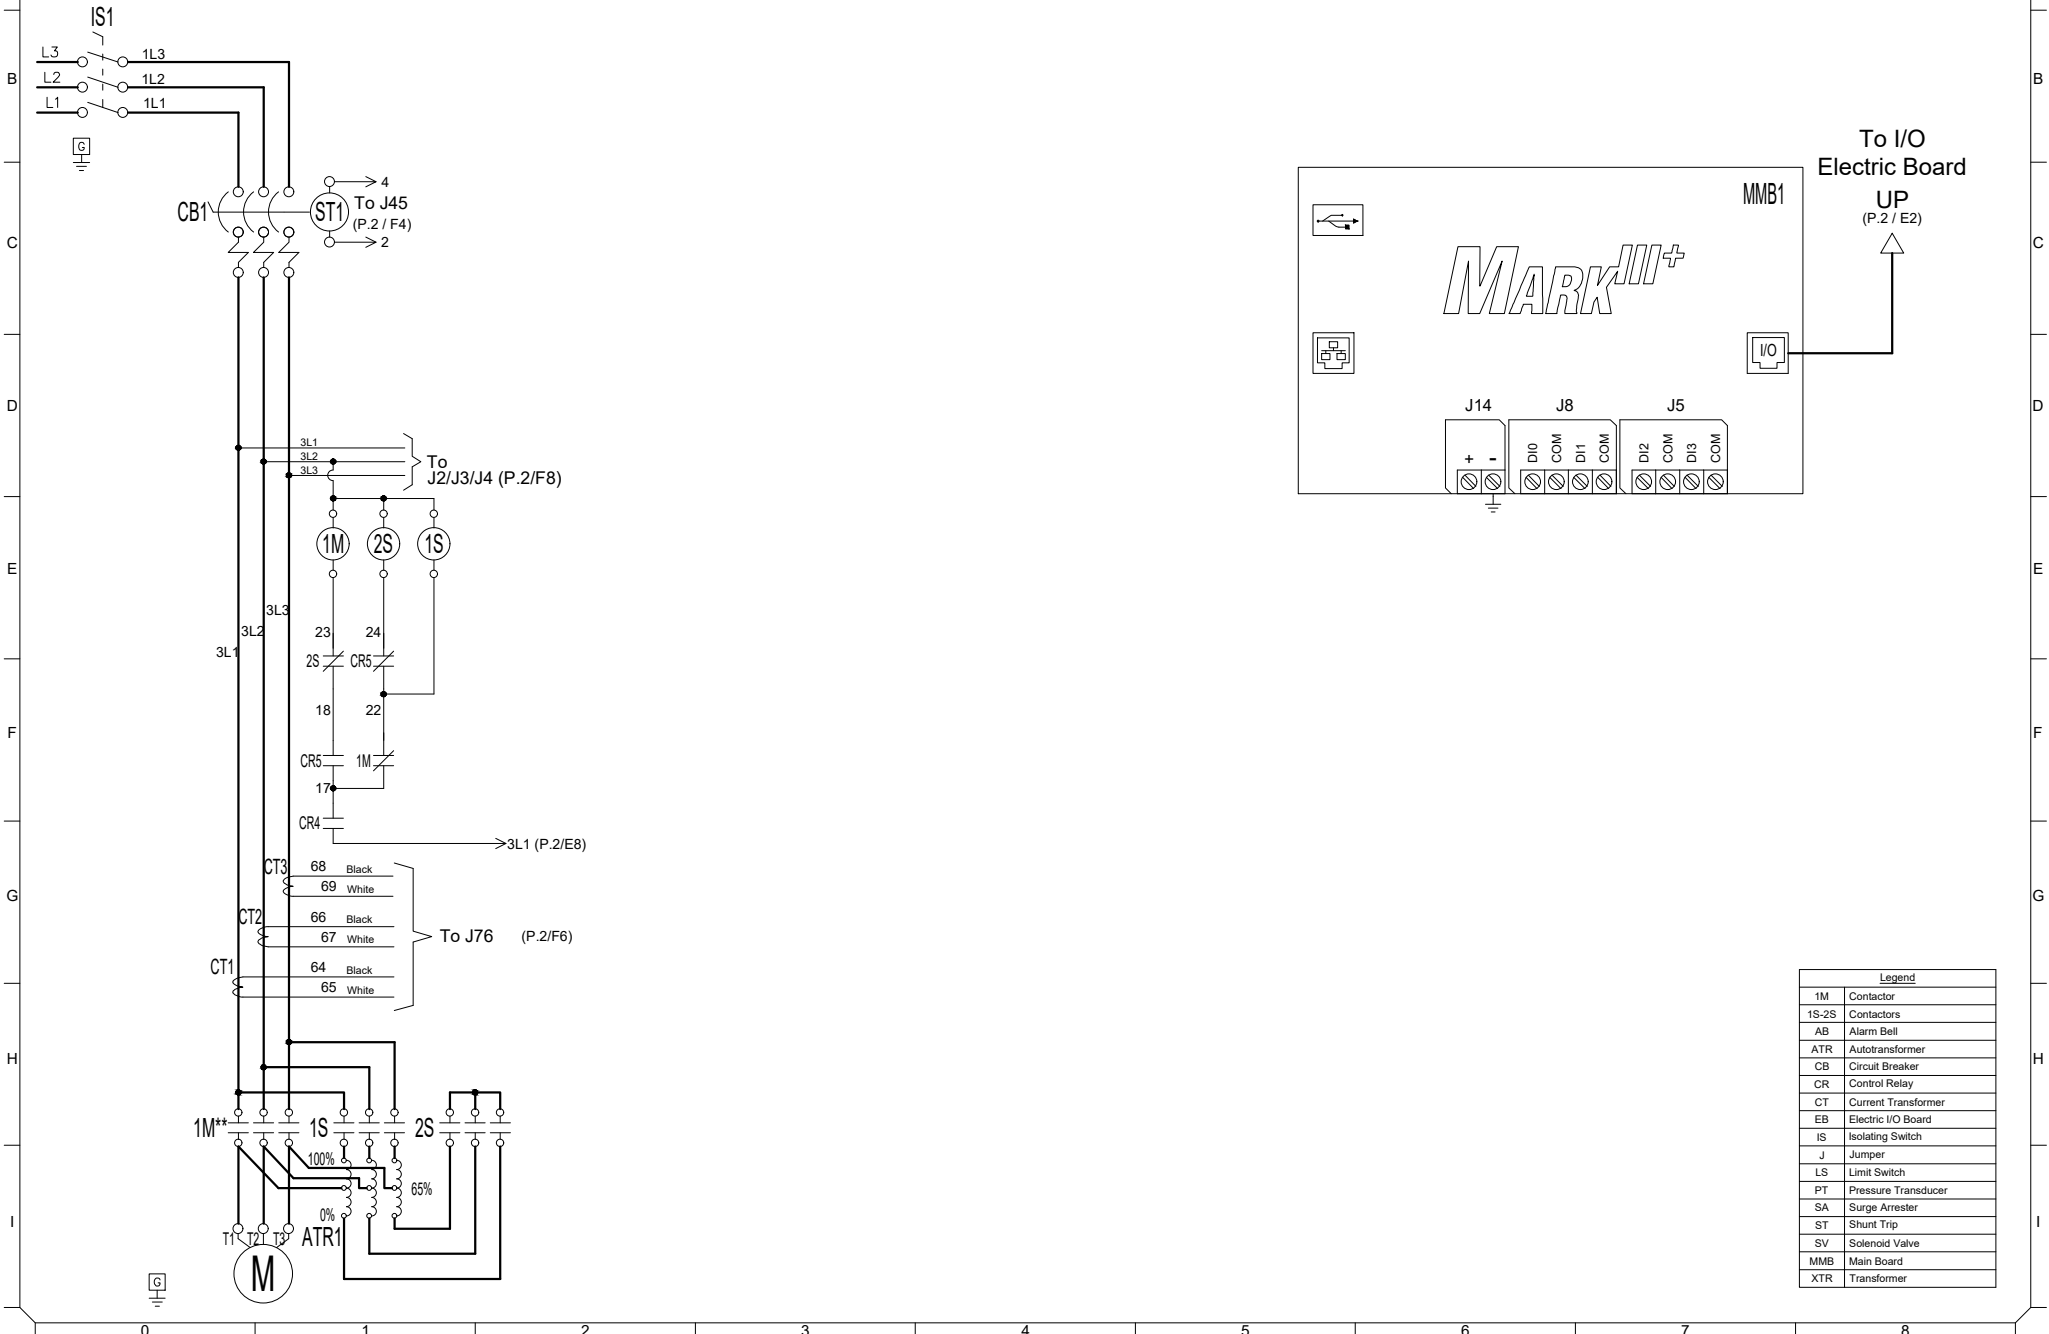 IS1
L3 1L3
B B
L2 1L2
L1 1L1
G
To I/O
Electric Board
UP
(P.2 / E2)
MMB1
4
CB1 ST1 To J45
(P.2 / F4)
C C
2
MARK III+
I/O
D D
J14 J8 J5
+ - DI0 COM DI1 COM DI2 COM DI3 COM
3L1
3L2
3L3
To
J2/J3/J4 (P.2/F8)
1M 2S 1S
E E
3L3
3L2
3L1
23 24
2S CR5
18 22
F F
CR5 1M
17
CR4
3L1 (P.2/E8)
CT3 68 Black
69 White
G G
CT2 66 Black
67 White
To J76 (P.2/F6)
CT1 64 Black
65 White
Legend
1M Contactor
1S-2S Contactors
AB Alarm Bell
ATR Autotransformer
CB Circuit Breaker
CR Control Relay
CT Current Transformer
EB Electric I/O Board
IS Isolating Switch
J Jumper
LS Limit Switch
PT Pressure Transducer
SA Surge Arrester
ST Shunt Trip
SV Solenoid Valve
MMB Main Board
XTR Transformer
H H
1M** 1S 2S
100%
65%
0%
I I
T1 T2 T3 ATR1
M
G
0 1 2 3 4 5 6 7 8